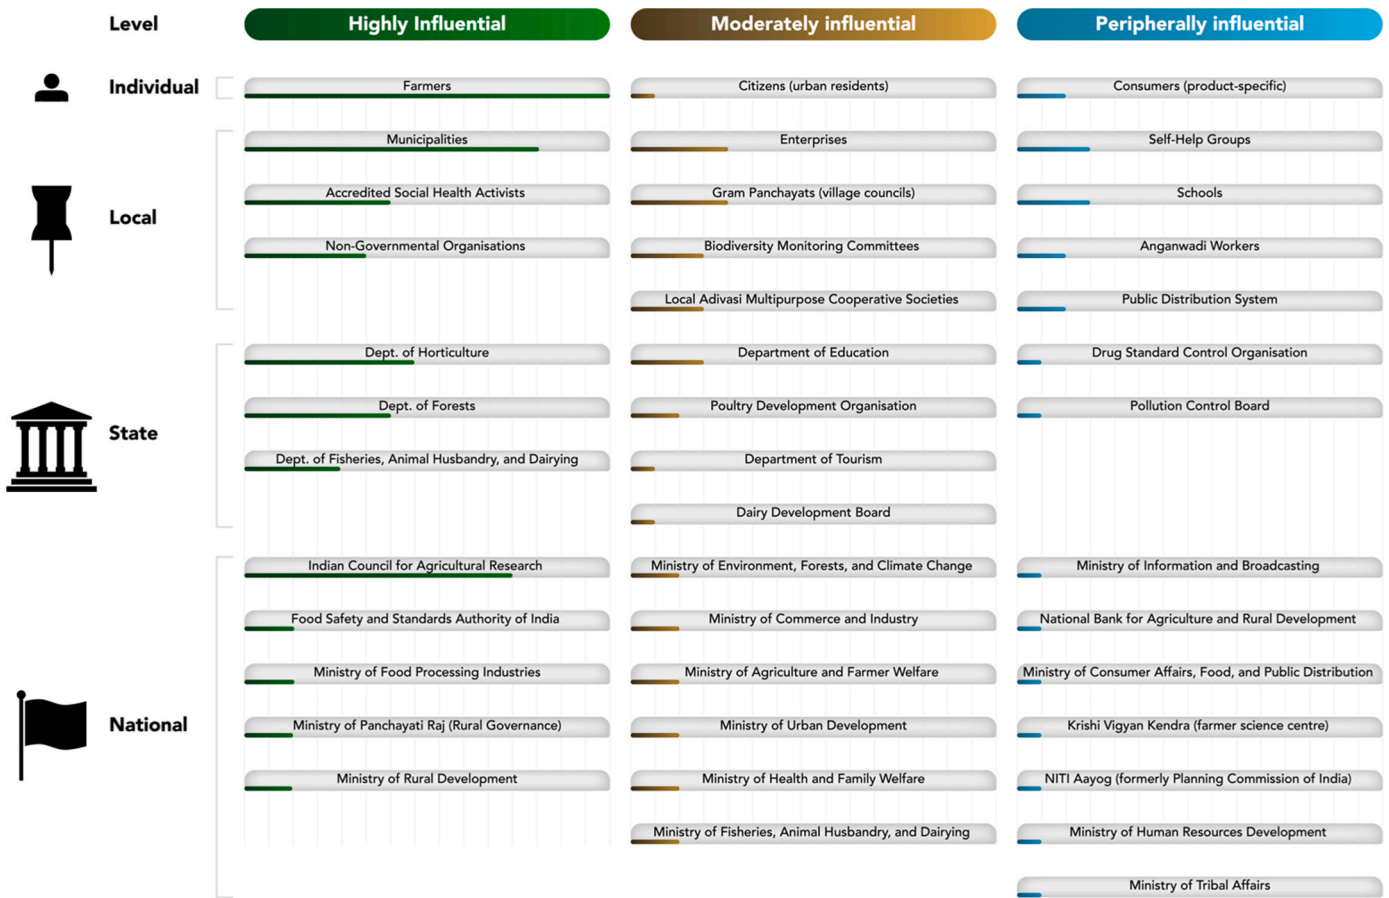 Level
Highly Influential
Moderately influential
Peripherally influential
Individual
Farmers
Citizens (urban residents)
Consumers (product-specific)
Local
Municipalities
Enterprises
Self-Help Groups
Accredited Social Health Activists
Gram Panchayats (village councils)
Schools
Non-Governmental Organisations
Biodiversity Monitoring Committees
Anganwadi Workers
Local Adivasi Multipurpose Cooperative Societies
Public Distribution System
State
Dept. of Horticulture
Department of Education
Drug Standard Control Organisation
Dept. of Forests
Poultry Development Organisation
Pollution Control Board
Dept. of Fisheries, Animal Husbandry, and Dairying
Department of Tourism
Dairy Development Board
National
Indian Council for Agricultural Research
Ministry of Environment, Forests, and Climate Change
Ministry of Information and Broadcasting
Food Safety and Standards Authority of India
Ministry of Commerce and Industry
National Bank for Agriculture and Rural Development
Ministry of Food Processing Industries
Ministry of Agriculture and Farmer Welfare
Ministry of Consumer Affairs, Food, and Public Distribution
Ministry of Panchayati Raj (Rural Governance)
Ministry of Urban Development
Krishi Vigyan Kendra (farmer science centre)
Ministry of Rural Development
Ministry of Health and Family Welfare
NITI Aayog (formerly Planning Commission of India)
Ministry of Fisheries, Animal Husbandry, and Dairying
Ministry of Human Resources Development
Ministry of Tribal Affairs